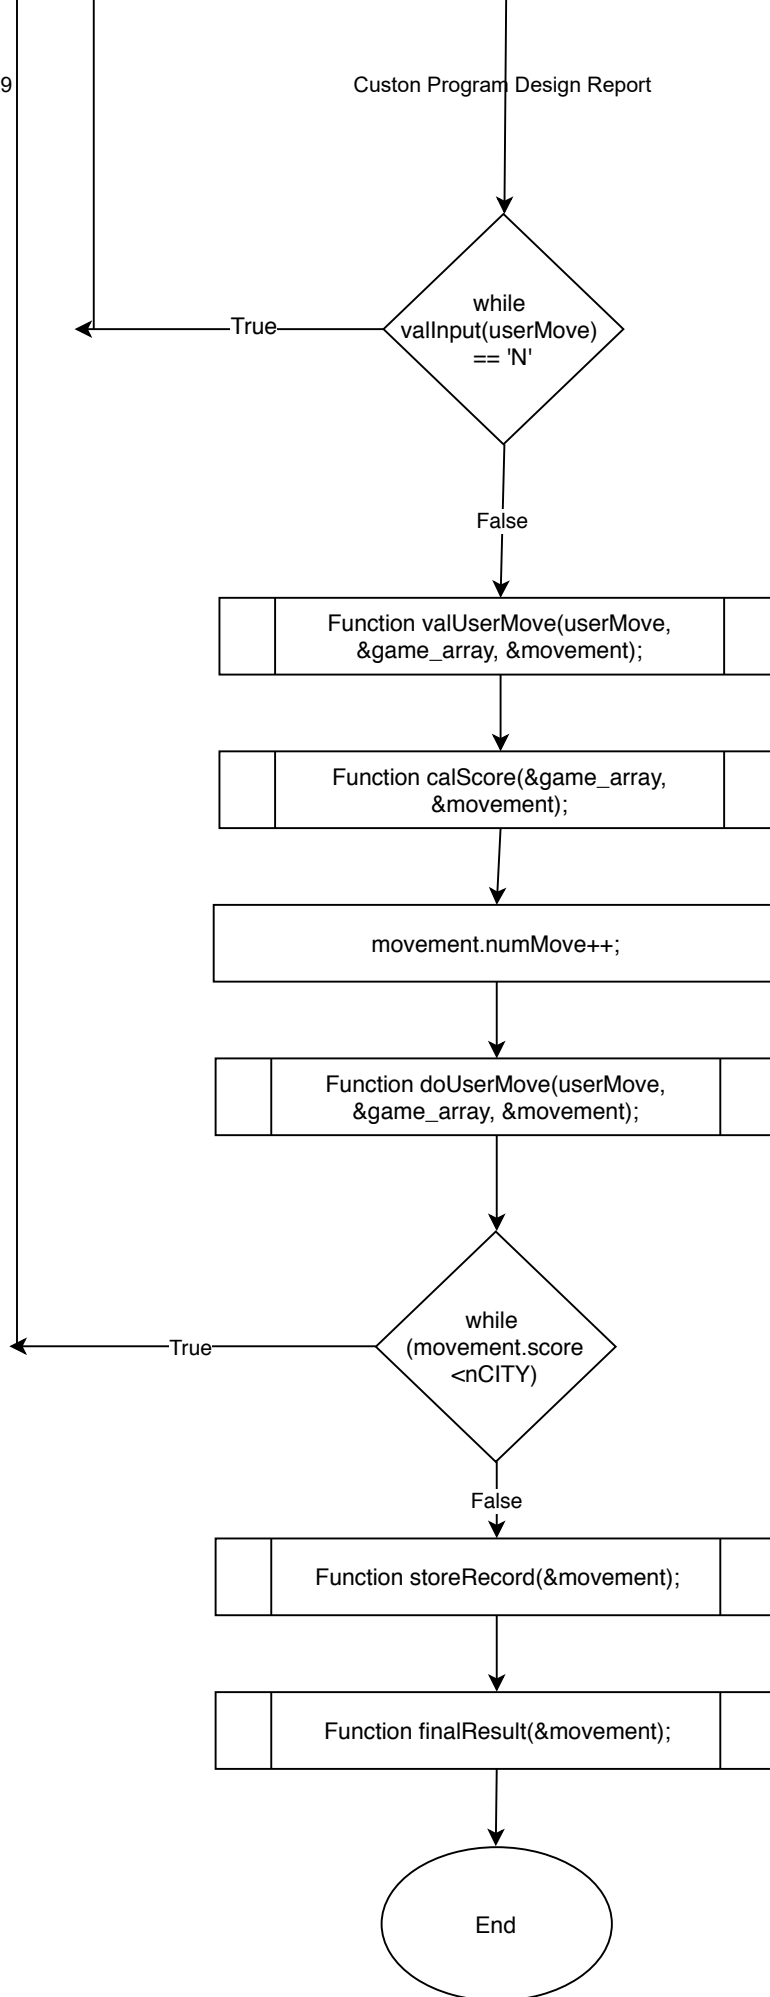 9
Custon Program Design Report
while
valInput(userMove)
== 'N'
True
False
Function valUserMove(userMove,
&game_array, &movement);
Function calScore(&game_array,
&movement);
movement.numMove++;
Function doUserMove(userMove,
&game_array, &movement);
while
(movement.score
<nCITY)
True
False
Function storeRecord(&movement);
Function finalResult(&movement);
End